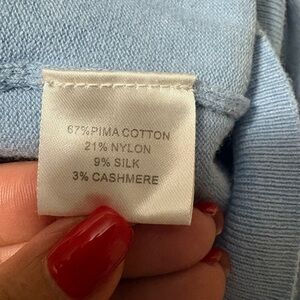 67%PIMA COTTON
21% NYLON
9% SILK
3% CASHMERE